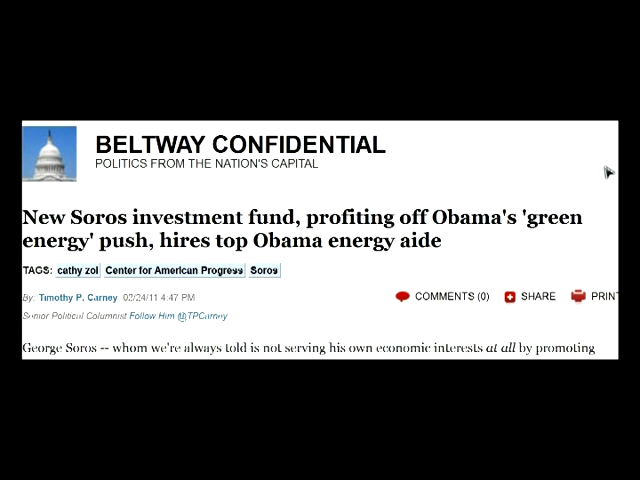 BELTWAY CONFIDENTIAL
POLITICS FROM THE NATION'S CAPITAL
New Soros investment fund, profiting off Obama's 'green
energy' push, hires top Obama energy aide
TAGS: cathy zoi Center for American Progress Soros
By: Timothy P. Carney 02/24/11 4:47 PM
COMMENTS (0) SHARE PRINT
Senior Political Columnist Follow Him @TPCarney
George Soros -- whom we're always told is not serving his own economic interests at all by promoting